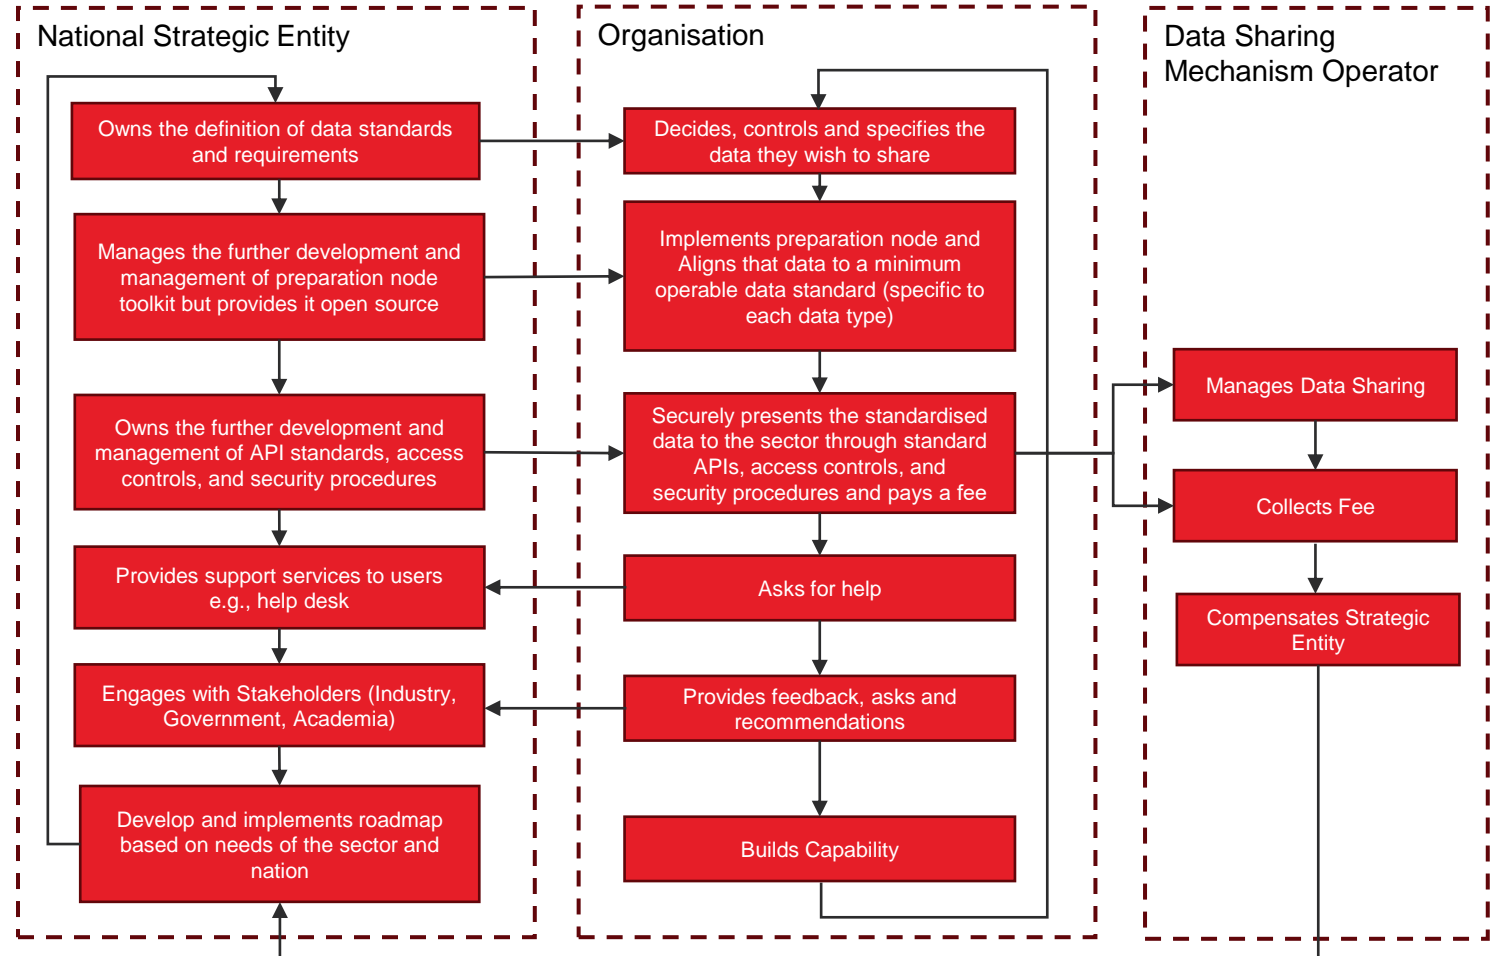 National Strategic Entity
Owns the definition of data standards
and requirements
Manages the further development and
management of preparation node
toolkit but provides it open source
Owns the further development and
management of API standards, access
controls, and security procedures
Provides support services to users
e.g., help desk
Engages with Stakeholders (Industry,
Government, Academia)
Develop and implements roadmap
based on needs of the sector and
nation
Organisation
Decides, controls and specifies the
data they wish to share
Implements preparation node and
Aligns that data to a minimum
operable data standard (specific to
each data type)
Securely presents the standardised
data to the sector through standard
APIs, access controls, and
security procedures and pays a fee
Asks for help
Provides feedback, asks and
recommendations
Builds Capability
Data Sharing
Mechanism Operator
Manages Data Sharing
Collects Fee
Compensates Strategic
Entity